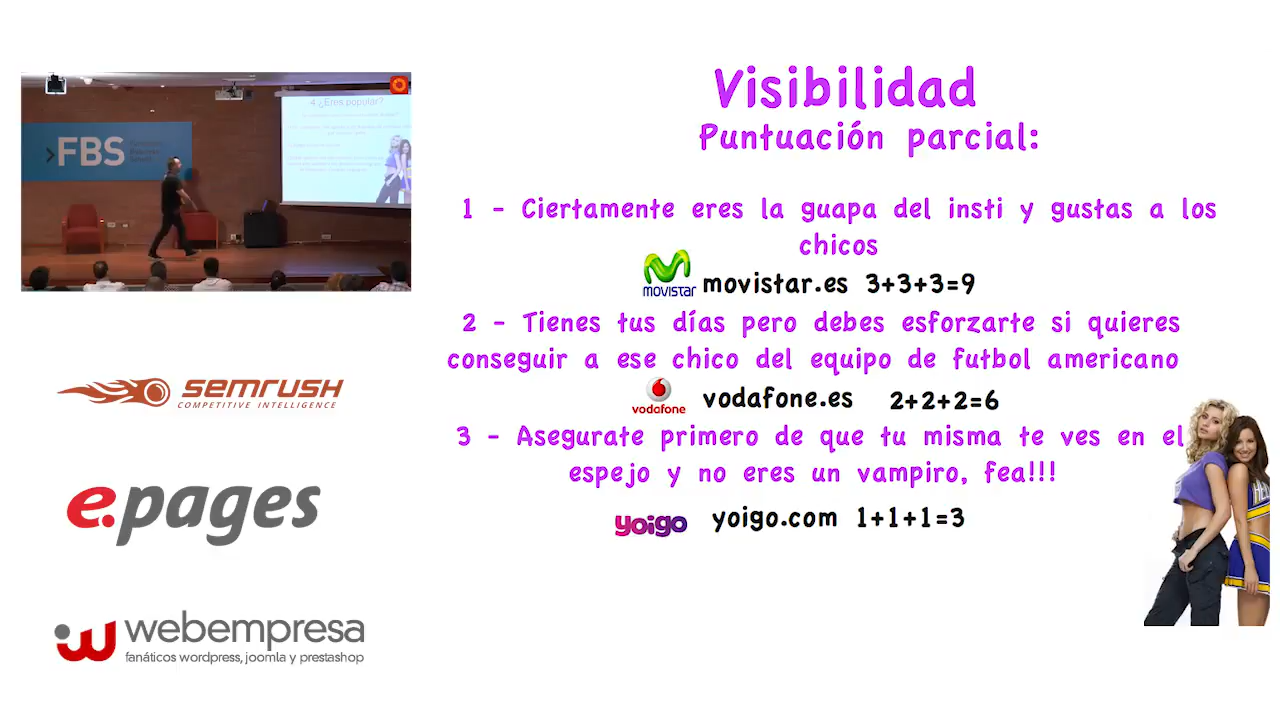 Visibilidad
Puntuación parcial:
1 - Ciertamente eres la guapa del insti y gustas a los
chicos
movistar movistar.es 3+3+3=9
2 - Tienes tus días pero debes esforzarte si quieres
conseguir a ese chico del equipo de futbol americano
vodafone vodafone.es 2+2+2=6
3 - Asegurate primero de que tu misma te ves en el
espejo y no eres un vampiro, fea!!!
yoigo yoigo.com 1+1+1=3
4 ¿Eres popular?
FBS
SEMRUSH
COMPETITIVE INTELLIGENCE
e.pages
webempresa
fanáticos wordpress, joomla y prestashop